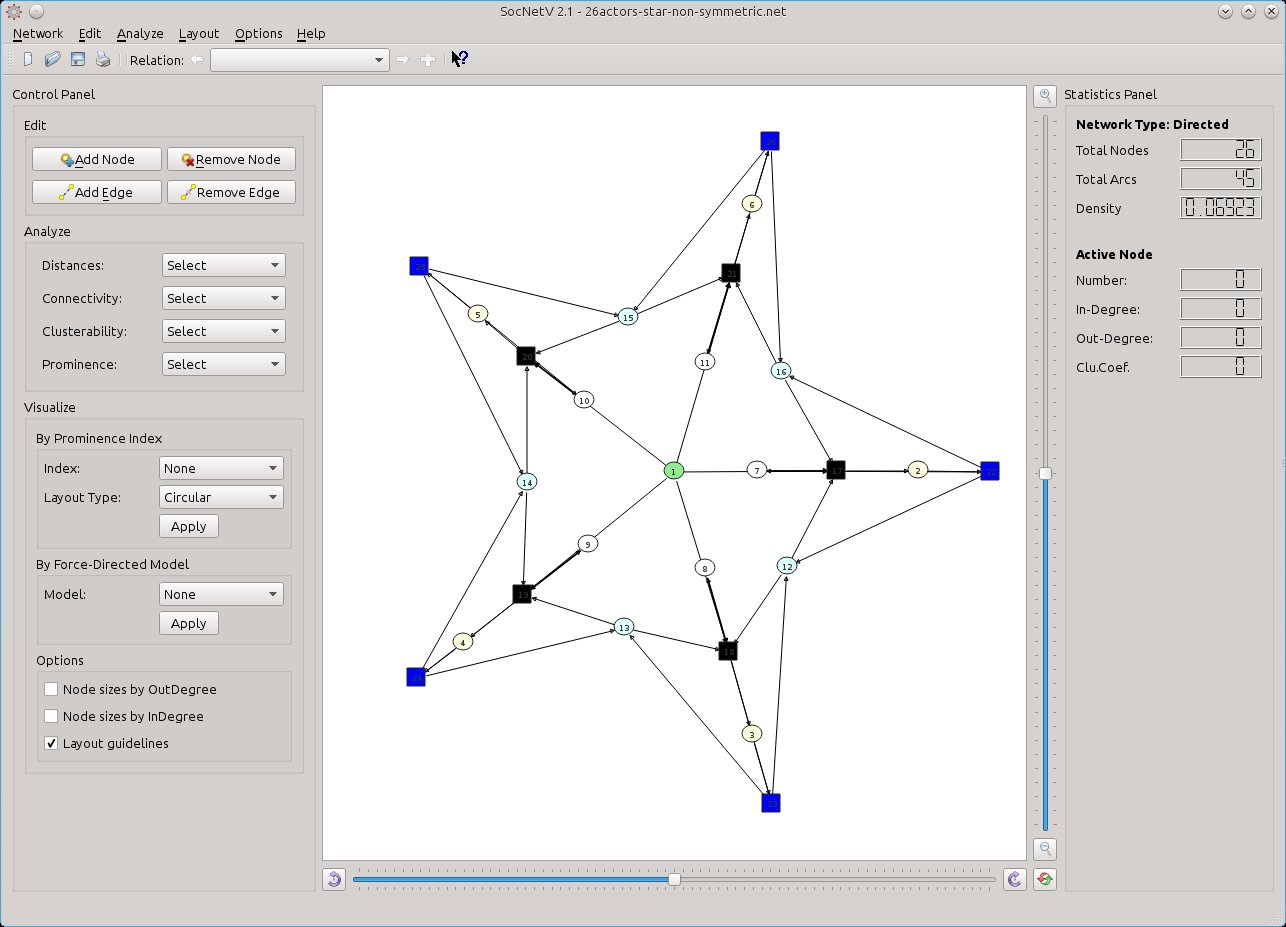 SocNetV 2.1 - 26actors-star-non-symmetric.net
Network Edit Analyze Layout Options Help
Relation:
Control Panel
Edit
Add Node Remove Node
Add Edge Remove Edge
Analyze
Distances: Select
Connectivity: Select
Clusterability: Select
Prominence: Select
Visualize
By Prominence Index
Index: None
Layout Type: Circular
Apply
By Force-Directed Model
Model: None
Apply
Options
Node sizes by OutDegree
Node sizes by InDegree
Layout guidelines
26
6
25
21
5
15
20
11
16
10
1
7
17
2
22
14
9
8
12
19
13
4
18
24
3
23
Statistics Panel
Network Type: Directed
Total Nodes 26
Total Arcs 45
Density 0.06923
Active Node
Number: 0
In-Degree: 0
Out-Degree: 0
Clu.Coef. 0